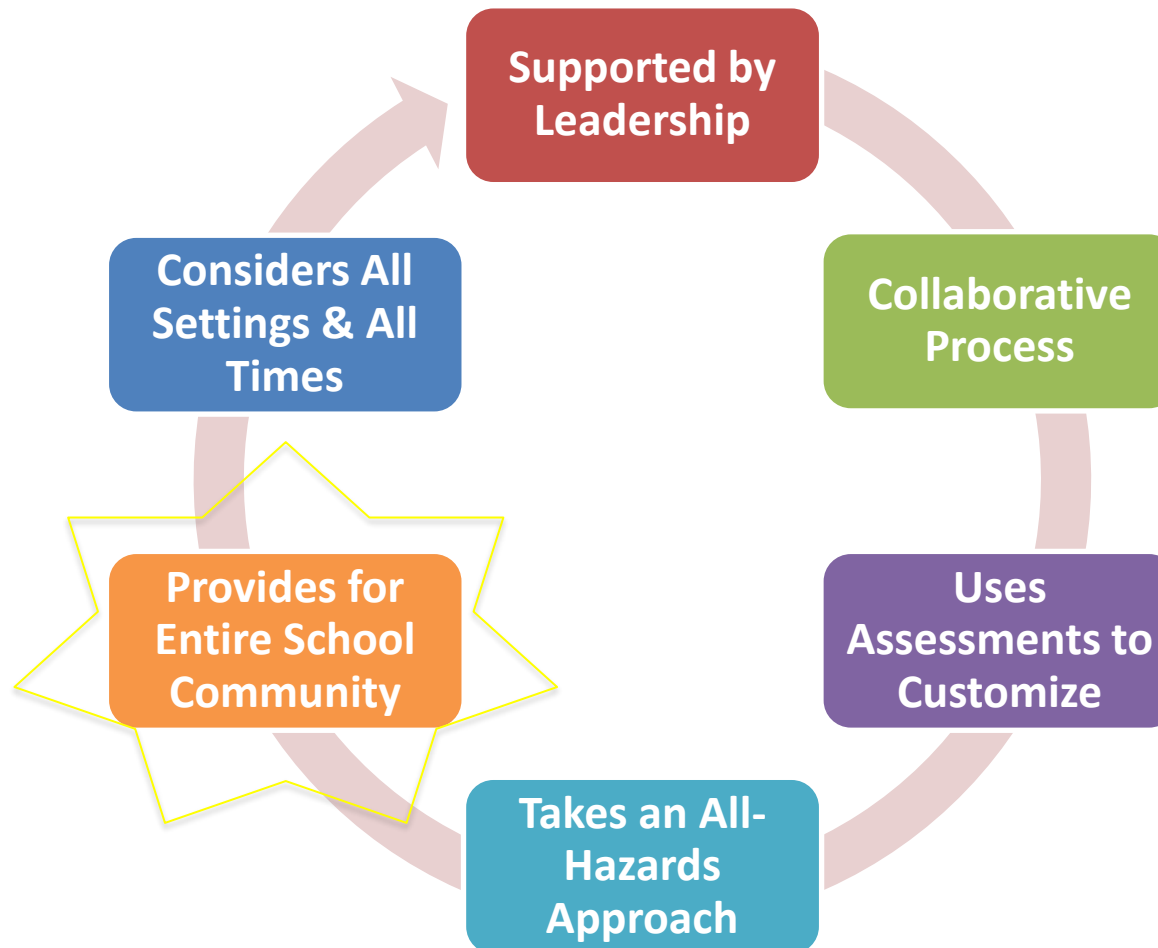 Supported by
Leadership
Collaborative
Process
Uses
Assessments to
Customize
Takes an All-
Hazards
Approach
Provides for
Entire School
Community
Considers All
Settings & All
Times